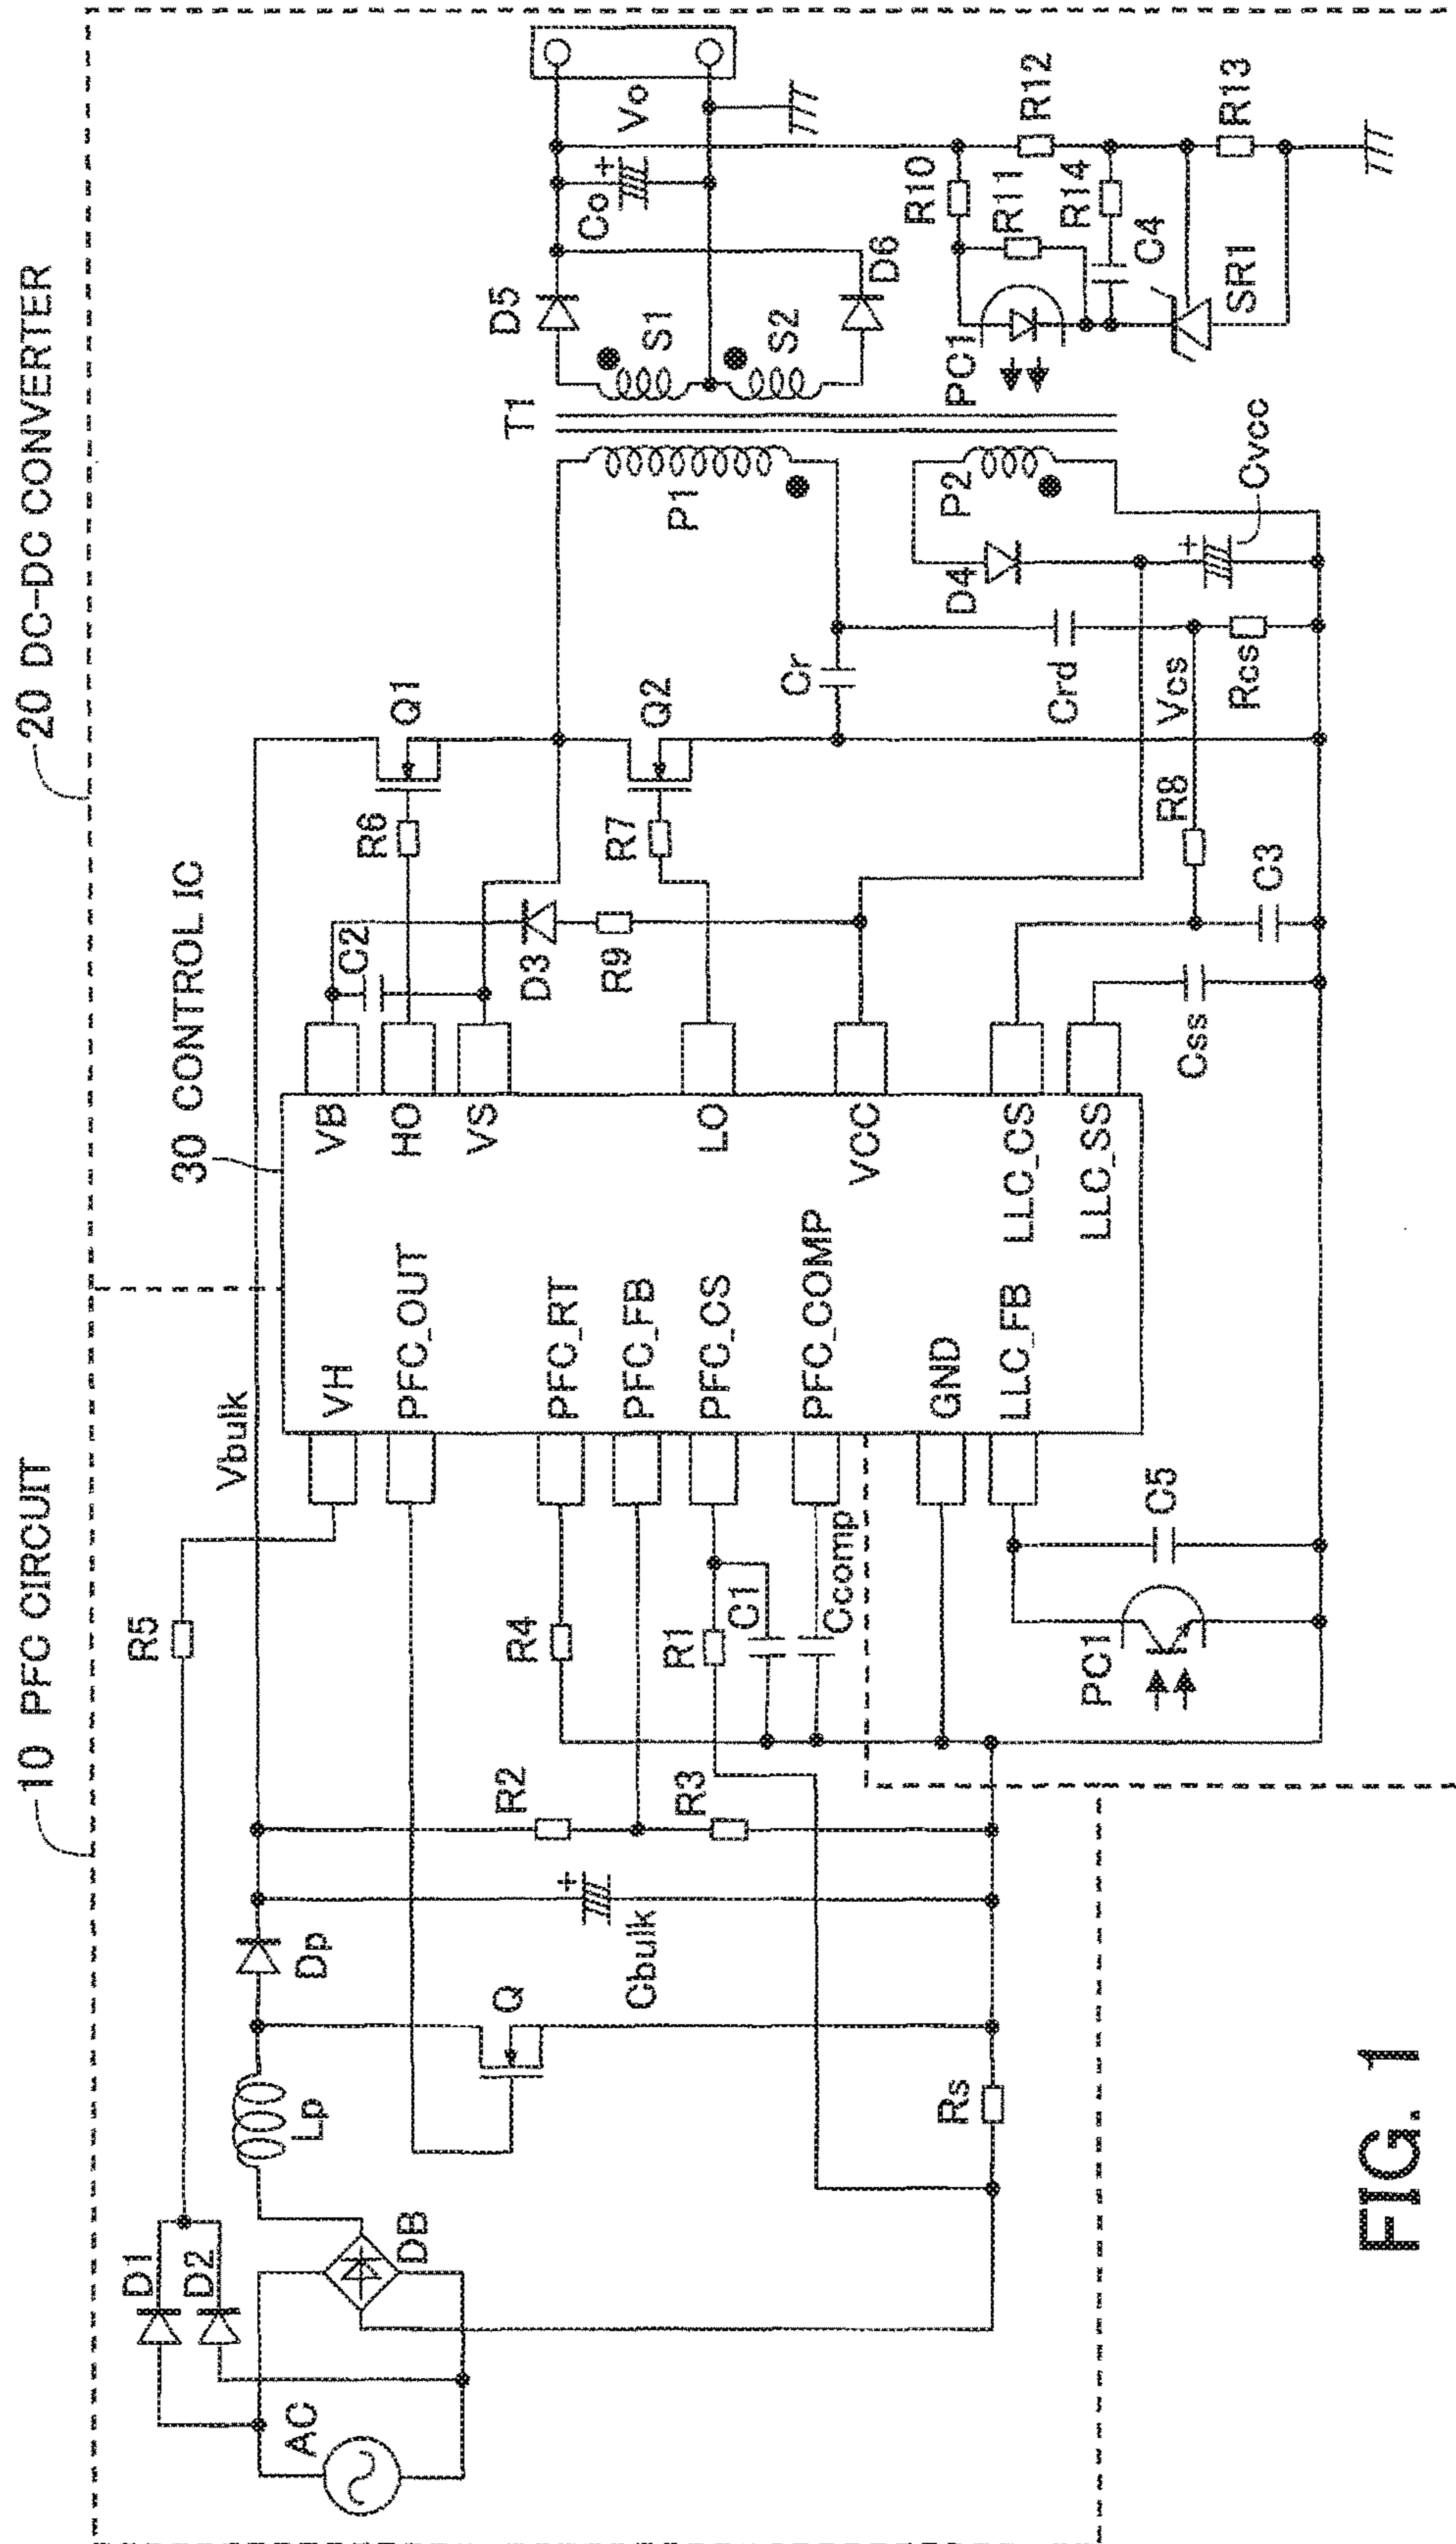 10 PFC CIRCUIT
20 DC-DC CONVERTER
30 CONTROL IC
D1
D2
R5
AC
DB
Lp
Dp
Vbulk
Q
Cbulk
Rs
R2
R3
R4
R1
C1
Ccomp
PC1
C5
VH
PFC_OUT
PFC_RT
PFC_FB
PFC_CS
PFC_COMP
GND
LLC_FB
VB
HO
VS
LO
VCC
LLC_CS
LLC_SS
C2
D3
R9
R6
R7
Q1
Q2
Css
C3
R8
Vcs
Rcs
Crd
Cr
Cvcc
D4
P1
P2
T1
S1
S2
D5
D6
Co
+
Vo
PC1
R10
R11
R12
R14
C4
SR1
R13
+
+
FIG. 1